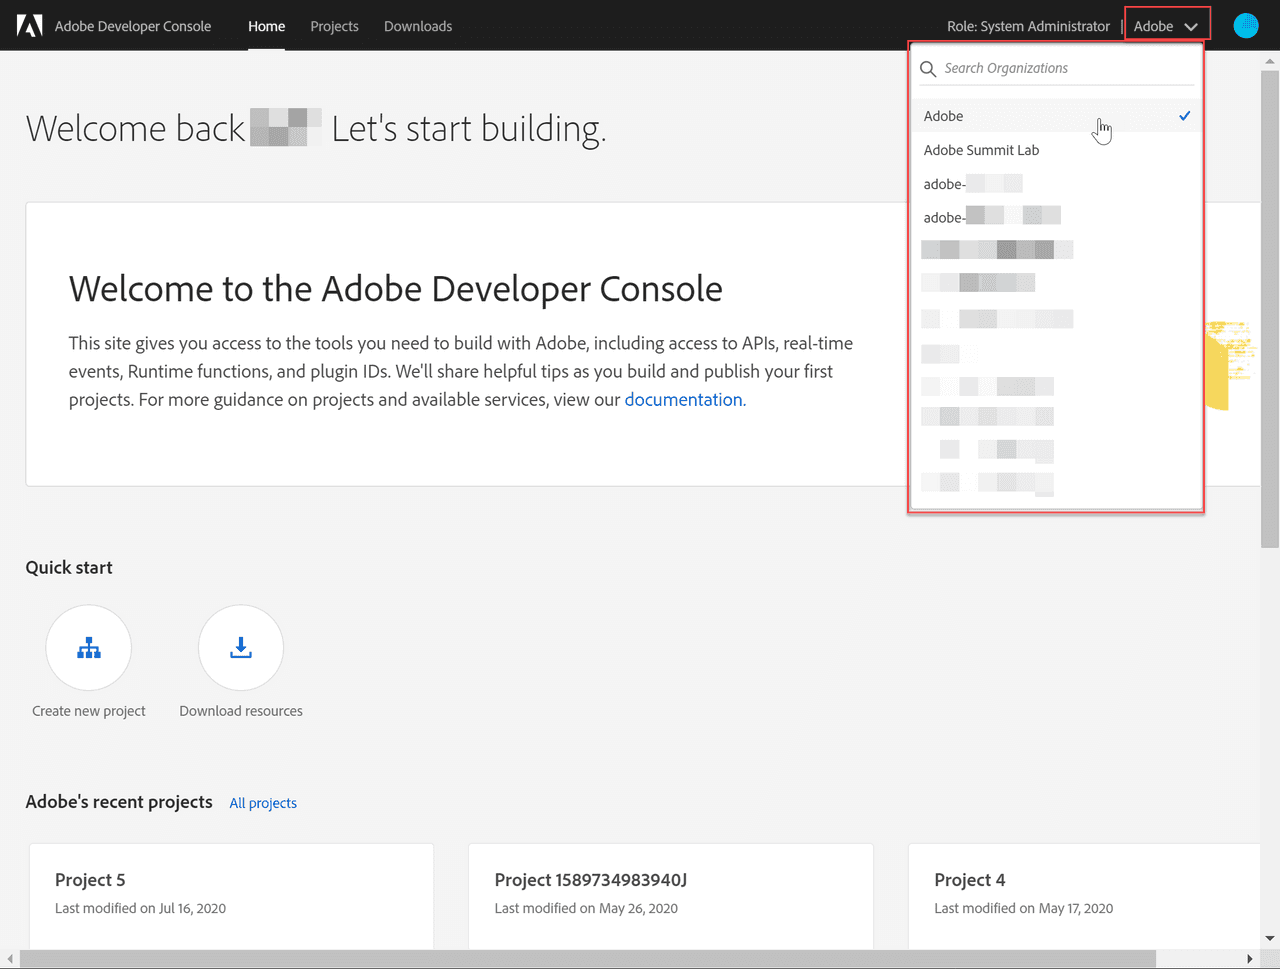 Adobe Developer Console
Home
Projects
Downloads
Role: System Administrator
Adobe
Search Organizations
Adobe
Adobe Summit Lab
adobe-
adobe-
Welcome back Let's start building.
Welcome to the Adobe Developer Console
This site gives you access to the tools you need to build with Adobe, including access to APIs, real-time
events, Runtime functions, and plugin IDs. We'll share helpful tips as you build and publish your first
projects. For more guidance on projects and available services, view our documentation.
Quick start
Create new project
Download resources
Adobe's recent projects
All projects
Project 5
Last modified on Jul 16, 2020
Project 1589734983940J
Last modified on May 26, 2020
Project 4
Last modified on May 17, 2020